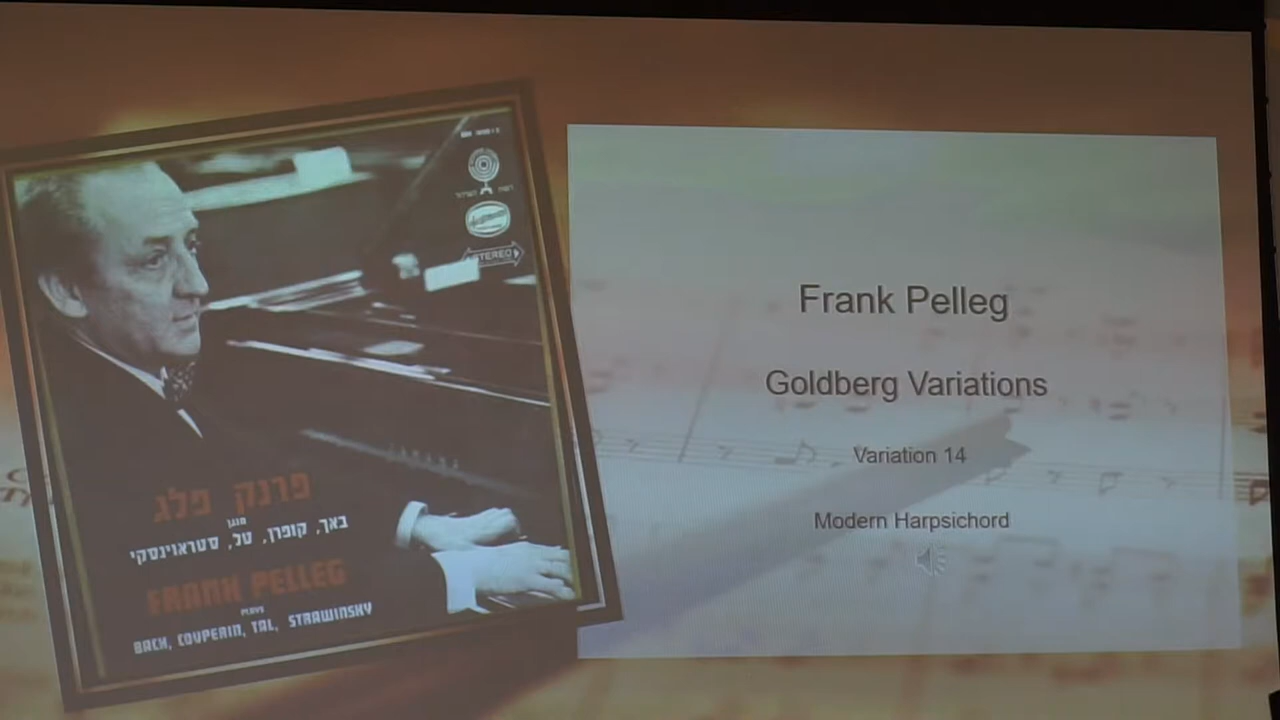 STEREO
פרנק פלג
מנגן
באך, קופרן, טל, סטראוינסקי
FRANK PELLEG
PLAYS
BACH, COUPERIN, TAL, STRAWINSKY
Frank Pelleg
Goldberg Variations
Variation 14
Modern Harpsichord